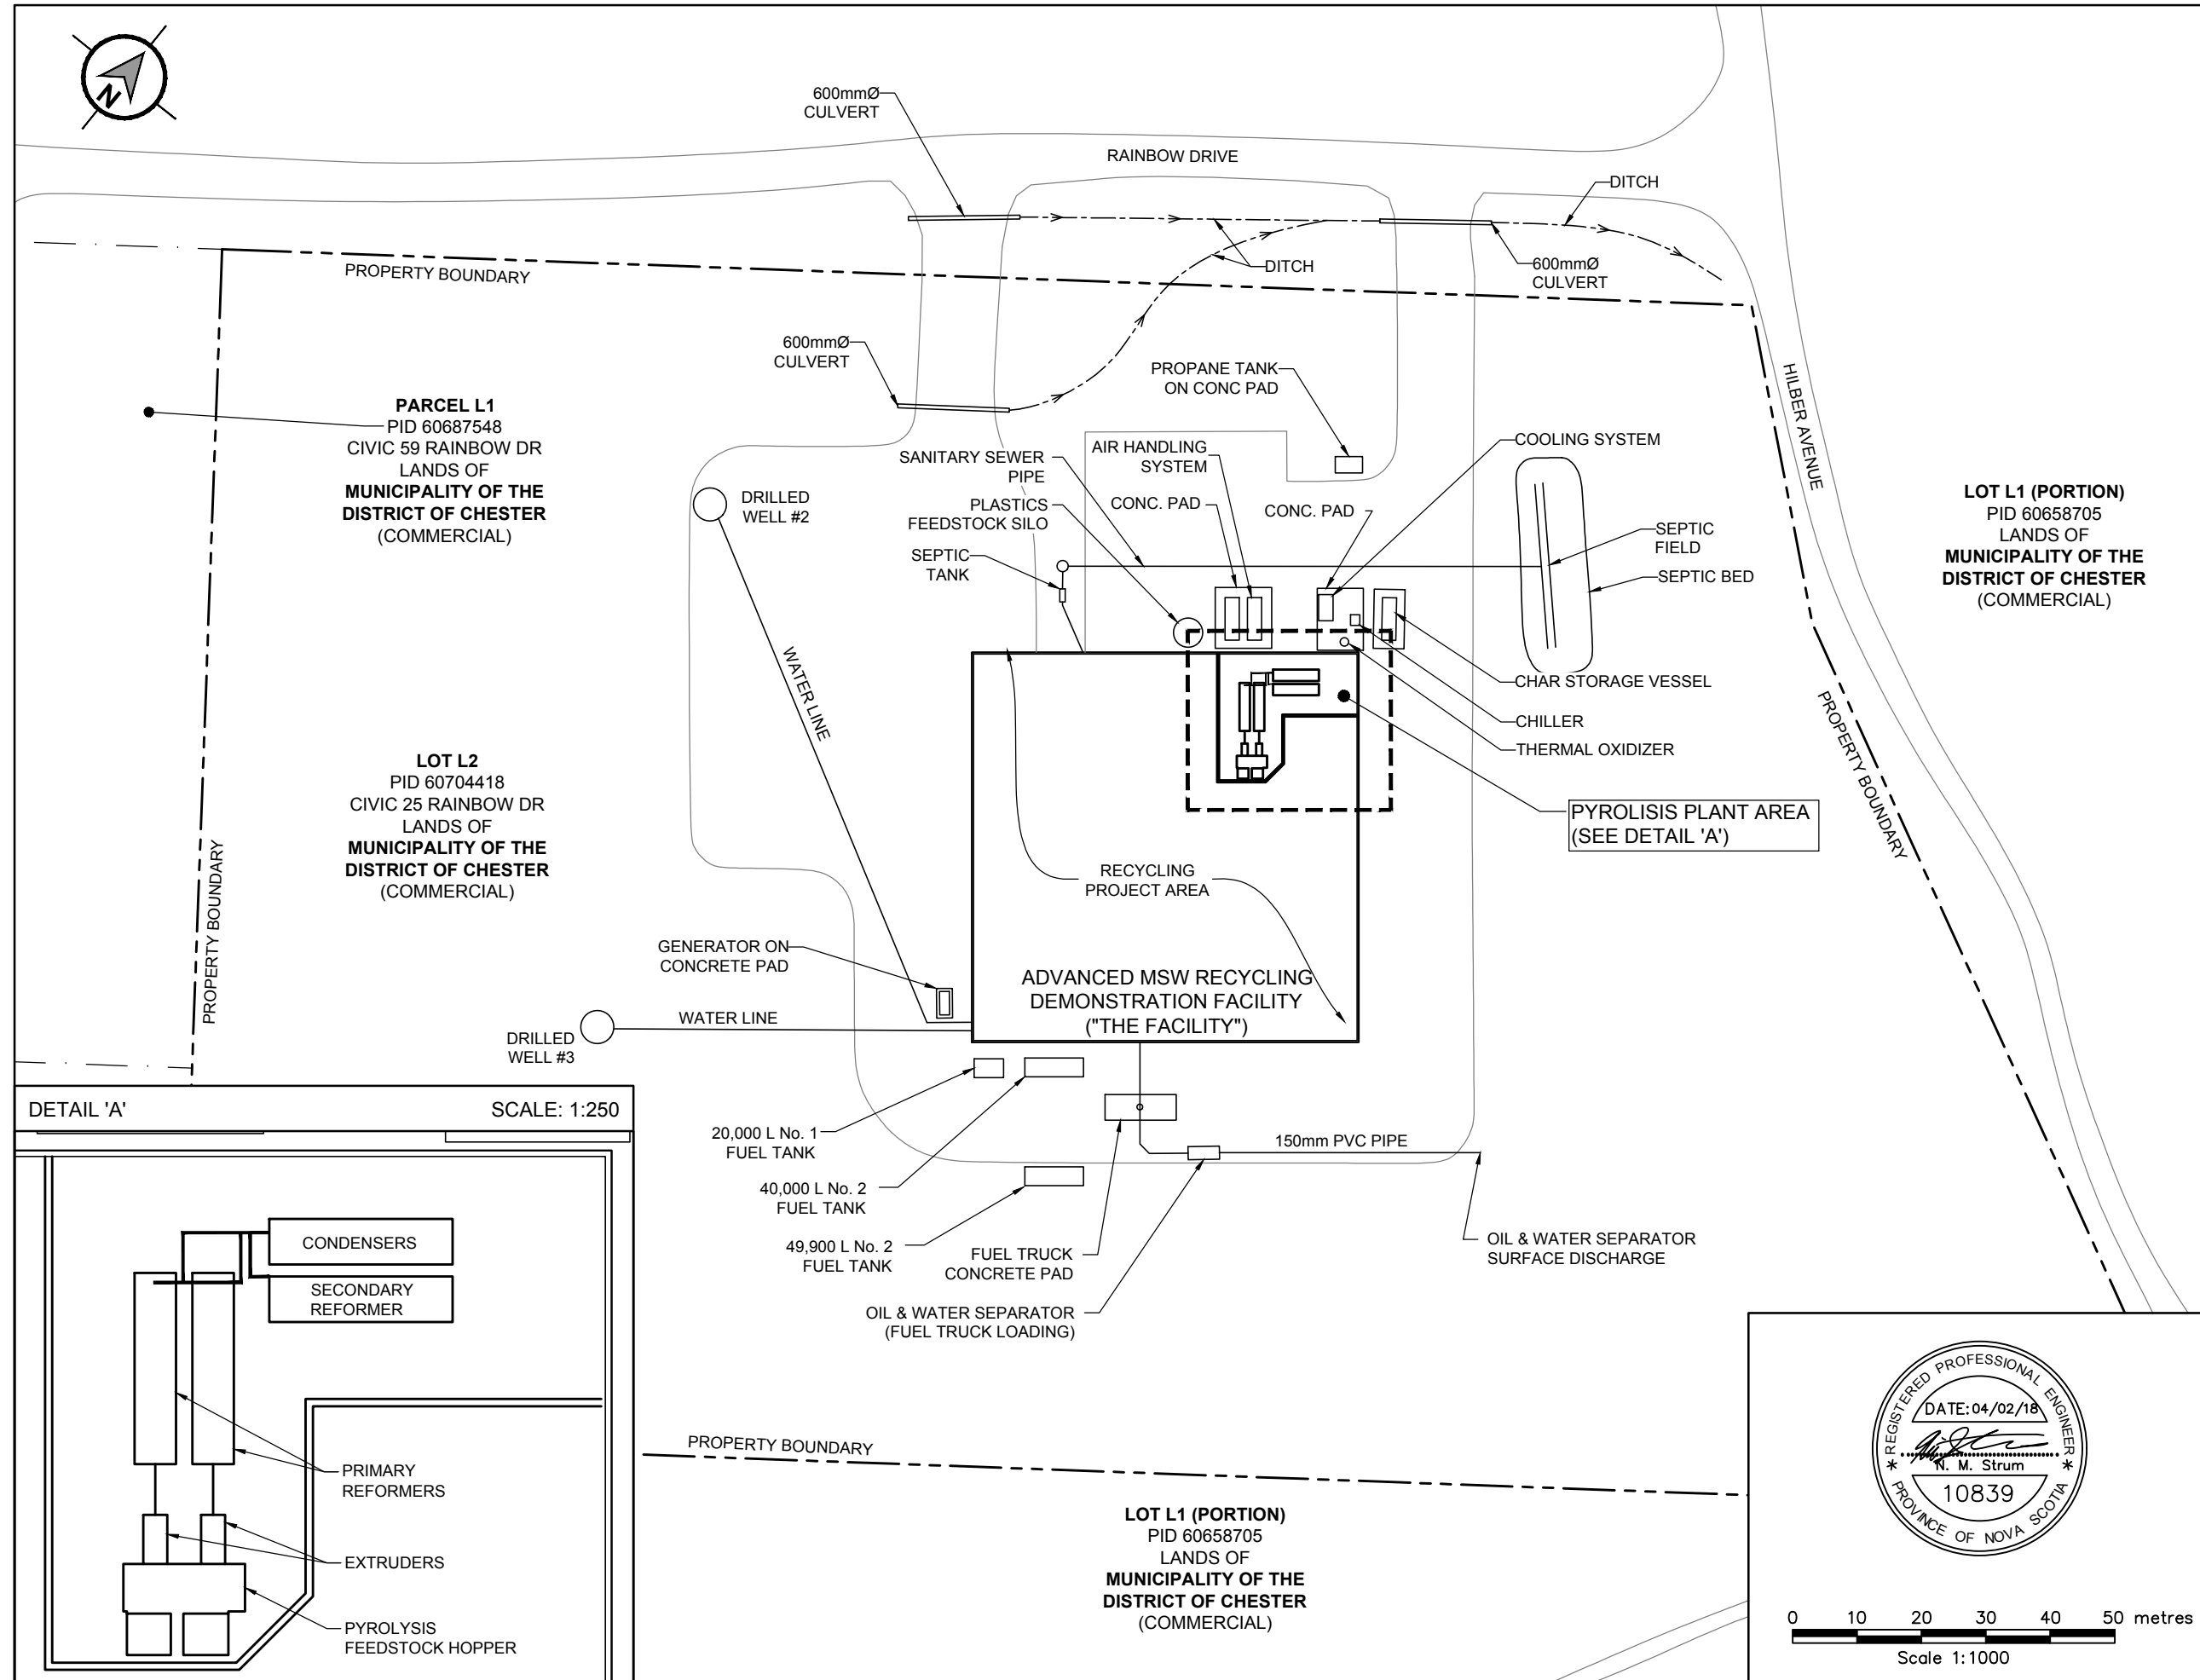 N
600mmØ
CULVERT
RAINBOW DRIVE
DITCH
PROPERTY BOUNDARY
DITCH
600mmØ
CULVERT
600mmØ
CULVERT
PROPANE TANK
ON CONC PAD
HILBER AVENUE
PARCEL L1
PID 60687548
CIVIC 59 RAINBOW DR
LANDS OF
MUNICIPALITY OF THE
DISTRICT OF CHESTER
(COMMERCIAL)
SANITARY SEWER
PIPE
AIR HANDLING
SYSTEM
COOLING SYSTEM
DRILLED
WELL #2
PLASTICS
FEEDSTOCK SILO
CONC. PAD
CONC. PAD
SEPTIC
TANK
SEPTIC
FIELD
SEPTIC BED
LOT L1 (PORTION)
PID 60658705
LANDS OF
MUNICIPALITY OF THE
DISTRICT OF CHESTER
(COMMERCIAL)
WATER LINE
CHAR STORAGE VESSEL
CHILLER
THERMAL OXIDIZER
PROPERTY BOUNDARY
LOT L2
PID 60704418
CIVIC 25 RAINBOW DR
LANDS OF
MUNICIPALITY OF THE
DISTRICT OF CHESTER
(COMMERCIAL)
PYROLISIS PLANT AREA
(SEE DETAIL 'A')
PROPERTY BOUNDARY
RECYCLING
PROJECT AREA
GENERATOR ON
CONCRETE PAD
ADVANCED MSW RECYCLING
DEMONSTRATION FACILITY
("THE FACILITY")
WATER LINE
DRILLED
WELL #3
20,000 L No. 1
FUEL TANK
150mm PVC PIPE
40,000 L No. 2
FUEL TANK
49,900 L No. 2
FUEL TANK
FUEL TRUCK
CONCRETE PAD
OIL & WATER SEPARATOR
SURFACE DISCHARGE
OIL & WATER SEPARATOR
(FUEL TRUCK LOADING)
DETAIL 'A' SCALE: 1:250
CONDENSERS
SECONDARY
REFORMER
PRIMARY
REFORMERS
EXTRUDERS
PYROLYSIS
FEEDSTOCK HOPPER
PROPERTY BOUNDARY
LOT L1 (PORTION)
PID 60658705
LANDS OF
MUNICIPALITY OF THE
DISTRICT OF CHESTER
(COMMERCIAL)
REGISTERED PROFESSIONAL ENGINEER
DATE: 04/02/18
N. M. Strum
10839
* PROVINCE OF NOVA SCOTIA *
0 10 20 30 40 50 metres
Scale 1:1000